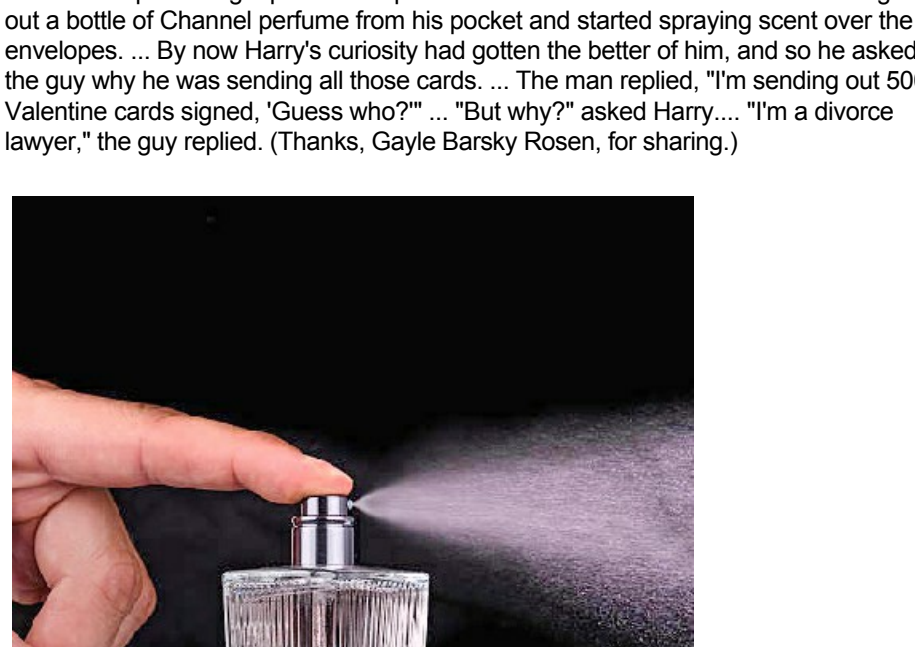 out a bottle of Channel perfume from his pocket and started spraying scent over the
envelopes. ... By now Harry's curiosity had gotten the better of him, and so he asked
the guy why he was sending all those cards. ... The man replied, "I'm sending out 500
Valentine cards signed, 'Guess who?'" ... "But why?" asked Harry.... "I'm a divorce
lawyer," the guy replied. (Thanks, Gayle Barsky Rosen, for sharing.)